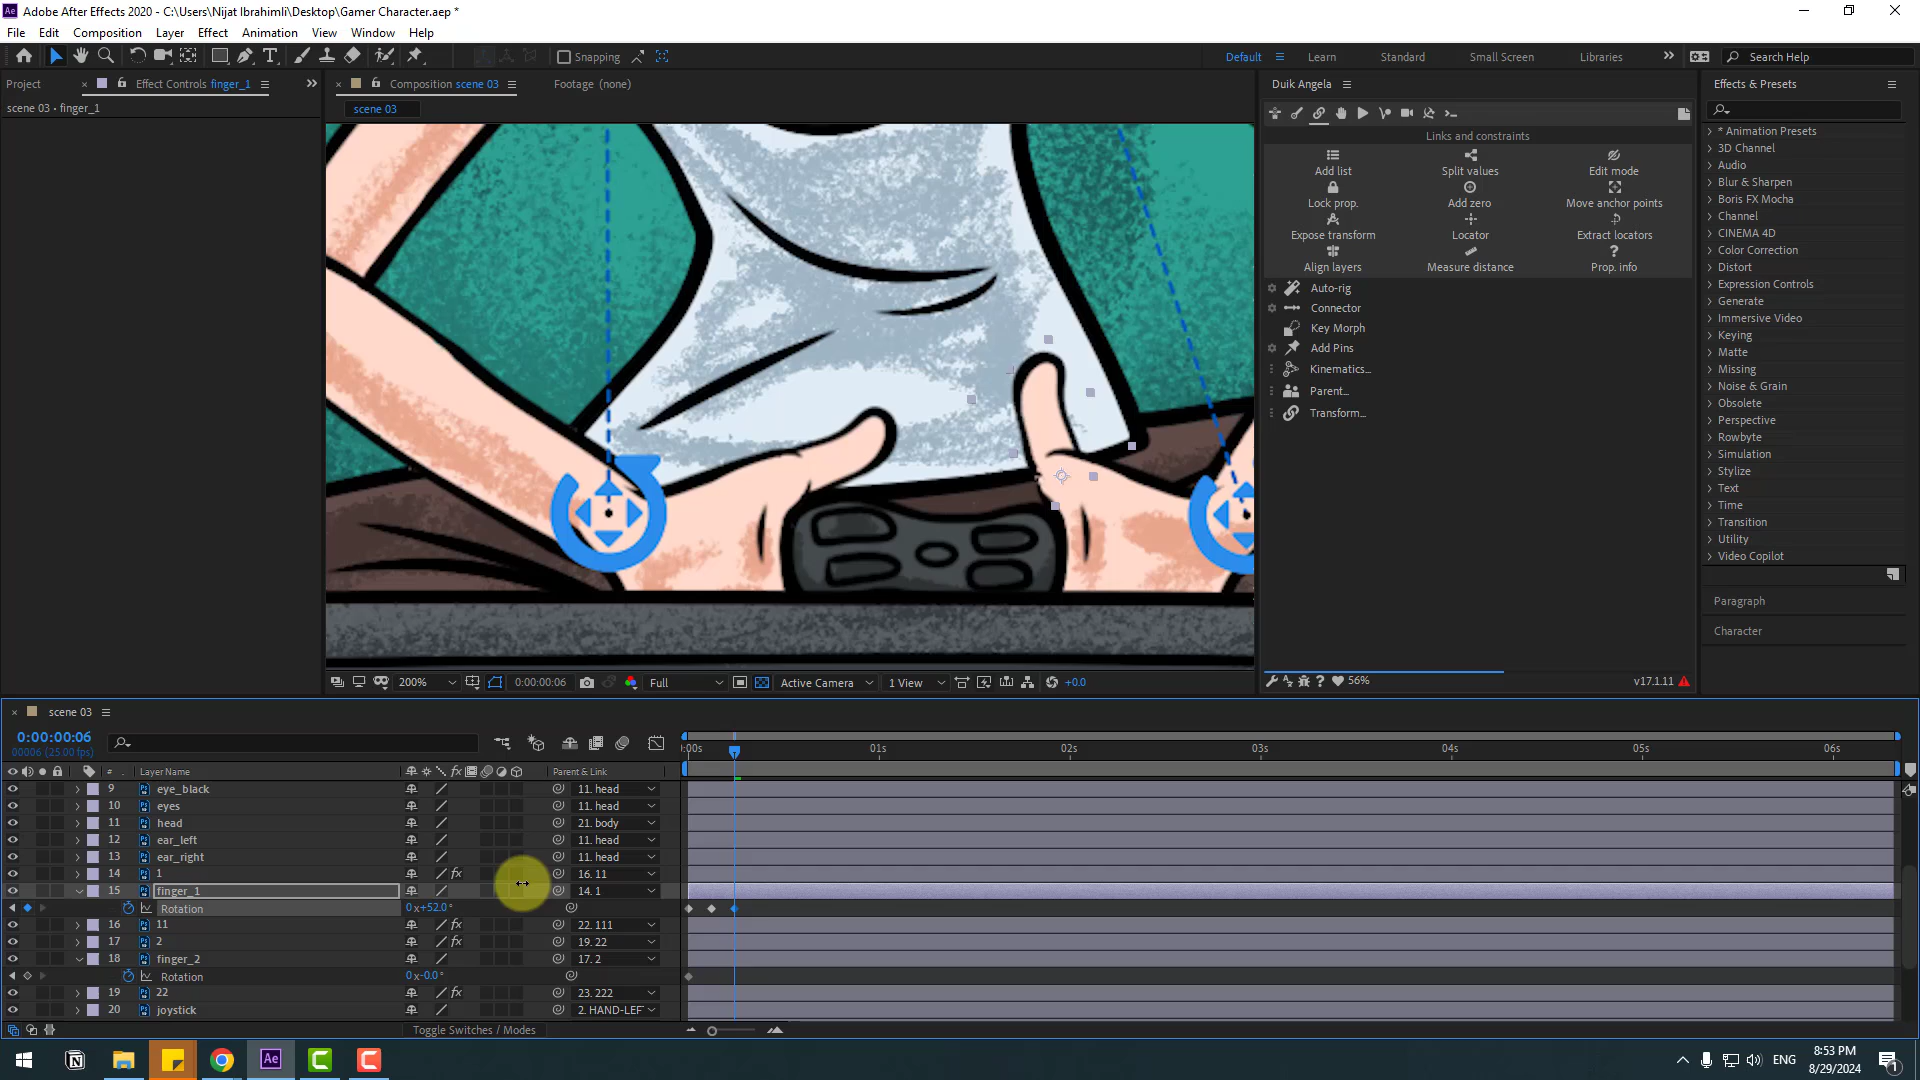 Adobe After Effects 2020 - C:\Users\Nijat Ibrahimli\Desktop\Gamer Character.aep *
File Edit Composition Layer Effect Animation View Window Help
Snapping
Default Learn Standard Small Screen Libraries Search Help
Project Effect Controls finger_1
scene 03 • finger_1
Composition scene 03 Footage (none)
scene 03
Duik Angela
Links and constraints
Add list Split values Edit mode
Lock prop. Add zero Move anchor points
Expose transform Locator Extract locators
Align layers Measure distance Prop. info
Auto-rig
Connector
Key Morph
Add Pins
Kinematics...
Parent...
Transform...
56% v17.1.11
Effects & Presets
* Animation Presets
3D Channel
Audio
Blur & Sharpen
Boris FX Mocha
Channel
CINEMA 4D
Color Correction
Distort
Expression Controls
Generate
Immersive Video
Keying
Matte
Missing
Noise & Grain
Obsolete
Perspective
Rowbyte
Simulation
Stylize
Text
Time
Transition
Utility
Video Copilot
Paragraph
Character
200% 0:00:00:06 Full Active Camera 1 View +0.0
scene 03
0:00:00:06
00006 (25.00 fps)
:00s 01s 02s 03s 04s 05s 06s
# Layer Name Parent & Link
9 eye_black 11. head
10 eyes 11. head
11 head 21. body
12 ear_left 11. head
13 ear_right 11. head
14 1 16. 11
15 finger_1 14. 1
Rotation 0x+52.0°
16 11 22. 111
17 2 19. 22
18 finger_2 17. 2
Rotation 0x-0.0°
19 22 23. 222
20 joystick 2. HAND-LEF
Toggle Switches / Modes
Ae
ENG
8:53 PM
8/29/2024
1